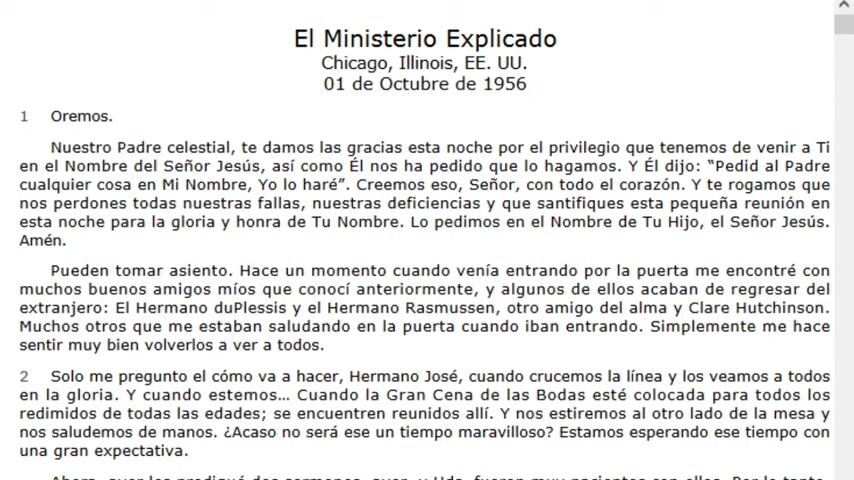 El Ministerio Explicado
Chicago, Illinois, EE. UU.
01 de Octubre de 1956
1 Oremos.
Nuestro Padre celestial, te damos las gracias esta noche por el privilegio que tenemos de venir a Ti
en el Nombre del Señor Jesús, así como Él nos ha pedido que lo hagamos. Y Él dijo: “Pedid al Padre
cualquier cosa en Mi Nombre, Yo lo haré”. Creemos eso, Señor, con todo el corazón. Y te rogamos que
nos perdones todas nuestras fallas, nuestras deficiencias y que santifiques esta pequeña reunión en
esta noche para la gloria y honra de Tu Nombre. Lo pedimos en el Nombre de Tu Hijo, el Señor Jesús.
Amén.
Pueden tomar asiento. Hace un momento cuando venía entrando por la puerta me encontré con
muchos buenos amigos míos que conocí anteriormente, y algunos de ellos acaban de regresar del
extranjero: El Hermano duPlessis y el Hermano Rasmussen, otro amigo del alma y Clare Hutchinson.
Muchos otros que me estaban saludando en la puerta cuando iban entrando. Simplemente me hace
sentir muy bien volverlos a ver a todos.
2 Solo me pregunto el cómo va a hacer, Hermano José, cuando crucemos la línea y los veamos a todos
en la gloria. Y cuando estemos… Cuando la Gran Cena de las Bodas esté colocada para todos los
redimidos de todas las edades; se encuentren reunidos allí. Y nos estiremos al otro lado de la mesa y
nos saludemos de manos. ¿Acaso no será ese un tiempo maravilloso? Estamos esperando ese tiempo con
una gran expectativa.